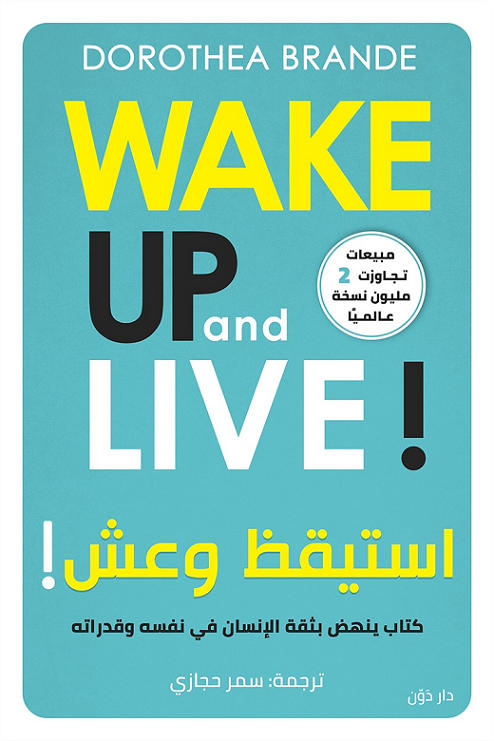 DOROTHEA BRANDE
WAKE
UP and
LIVE !
مبيعات
تجاوزت 2
مليون نسخة
عالميًا
استيقظ وعش!
كتاب ينهض بثقة الإنسان في نفسه وقدراته
ترجمة: سمر حجازي
دار دَوِّن